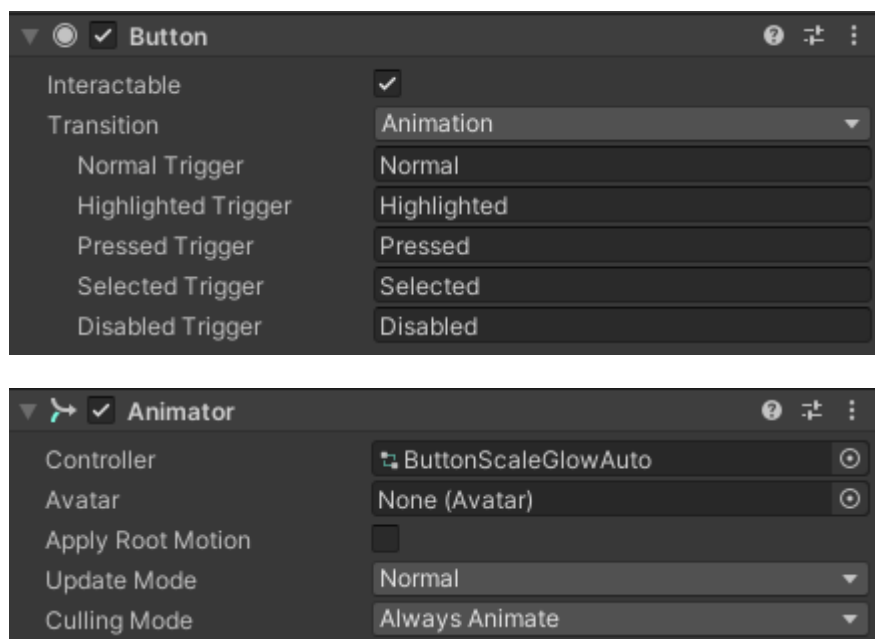 Button
Interactable
Transition Animation
Normal Trigger Normal
Highlighted Trigger Highlighted
Pressed Trigger Pressed
Selected Trigger Selected
Disabled Trigger Disabled
Animator
Controller ButtonScaleGlowAuto
Avatar None (Avatar)
Apply Root Motion
Update Mode Normal
Culling Mode Always Animate